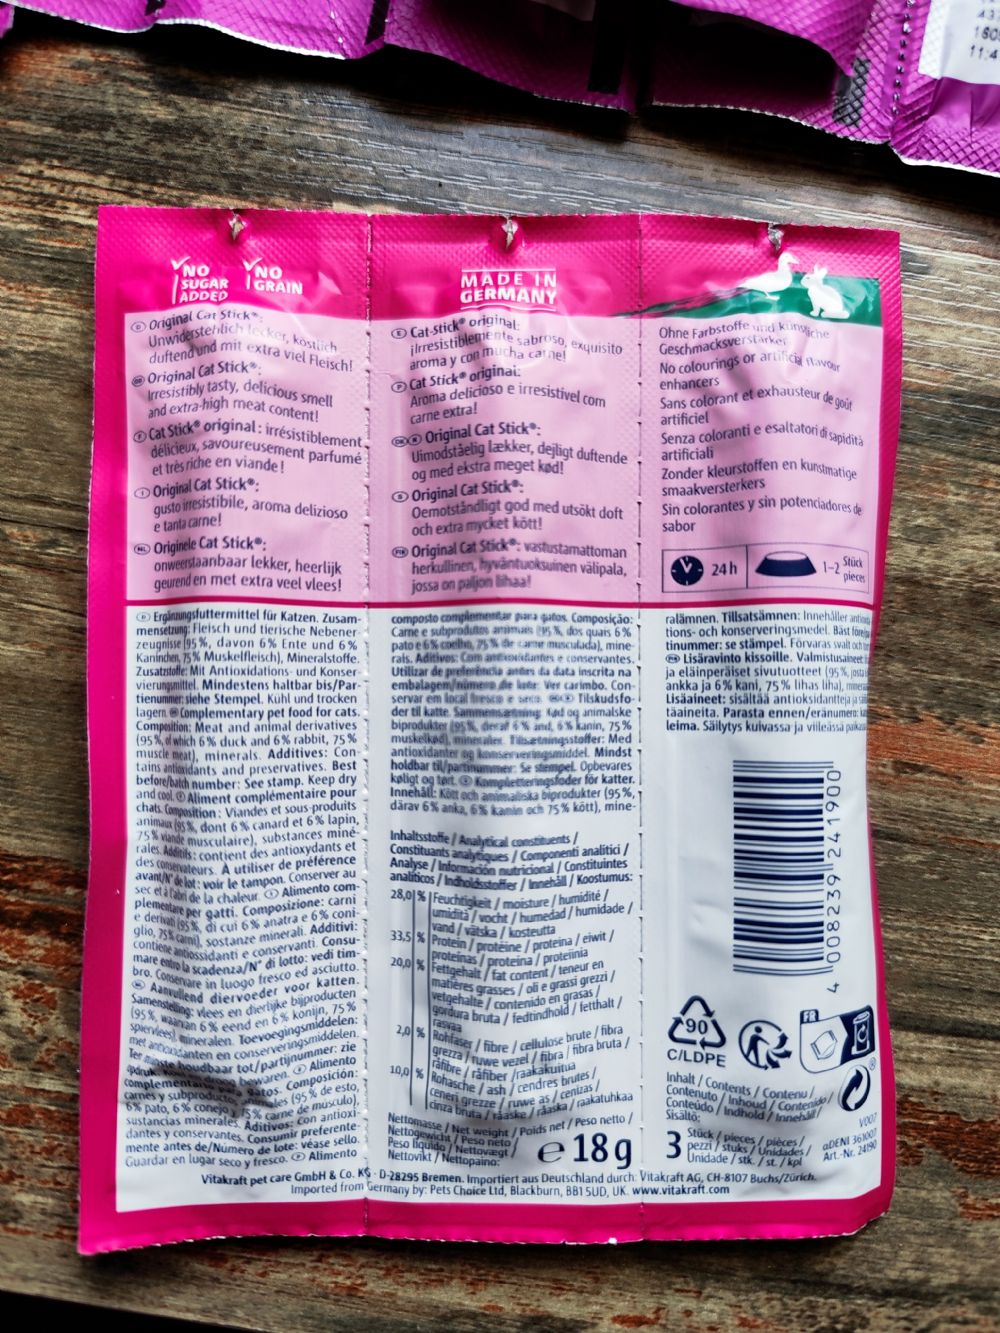 43
180
11:4
NO
SUGAR
ADDED
NO
GRAIN
D Original Cat Stick®:
Unwiderstehlich lecker, köstlich
duftend und mit extra viel Fleisch!
GB Original Cat Stick®:
Irresistibly tasty, delicious smell
and extra-high meat content!
F Cat Stick® original: irrésistiblement
délicieux, savoureusement parfumé
et très riche en viande!
I Original Cat Stick®:
gusto irresistibile, aroma delizioso
e tanta carne!
NL Originele Cat Stick®:
onweerstaanbaar lekker, heerlijk
geurend en met extra veel vlees!
MADE IN
GERMANY
E Cat-stick® original:
¡Irresistiblemente sabroso, exquisito
aroma y con mucha carne!
P Cat Stick® original:
Aroma delicioso e irresistível com
carne extra!
DK N Original Cat Stick®:
Uimodståelig lækker, dejligt duftende
og med ekstra meget kød!
S Original Cat Stick®:
Oemotståndligt god med utsökt doft
och extra mycket kött!
FIN Original Cat Stick®: vastustamattoman
herkullinen, hyväntuoksuinen välipala,
jossa on paljon lihaa!
Ohne Farbstoffe und künstliche
Geschmacksverstärker
No colourings or artificial flavour
enhancers
Sans colorant et exhausteur de goût
artificiel
Senza coloranti e esaltatori di sapidità
artificiali
Zonder kleurstoffen en kunstmatige
smaakversterkers
Sin colorantes y sin potenciadores de
sabor
24 h
1–2 Stück
pieces
D Ergänzungsfuttermittel für Katzen. Zusam-
mensetzung: Fleisch und tierische Nebener-
zeugnisse (95%, davon 6% Ente und 6%
Kaninchen, 75% Muskelfleisch), Mineralstoffe.
Zusatzstoffe: Mit Antioxidations- und Konser-
vierungsmittel. Mindestens haltbar bis/Par-
tienummer: siehe Stempel. Kühl und trocken
lagern. GB Complementary pet food for cats.
Composition: Meat and animal derivatives
(95%, of which 6% duck and 6% rabbit, 75%
muscle meat), minerals. Additives: Con-
tains antioxidants and preservatives. Best
before/batch number: See stamp. Keep dry
and cool. F Aliment complémentaire pour
chats. Composition: Viandes et sous-produits
animaux (95%, dont 6% canard et 6% lapin,
75% viande musculaire), substances miné-
rales. Additifs: contient des antioxydants et
des conservateurs. À utiliser de préférence
avant/N° de lot: voir le tampon. Conserver au
sec et à l'abri de la chaleur. I Alimento com-
plementare per gatti. Composizione: carni
e derivati (95%, di cui 6% anatra e 6% coni-
glio, 75% carni), sostanze minerali. Additivi:
contiene antiossidanti e conservanti. Consu-
mare entro la scadenza/N° di lotto: vedi tim-
bro. Conservare in luogo fresco ed asciutto.
NL Aanvullend diervoeder voor katten.
Samenstelling: vlees en dierlijke bijproducten
(95%, waarvan 6% eend en 6% konijn, 75%
spiervlees), mineralen. Toevoegingsmiddelen:
met antioxidanten en conserveringsmiddelen.
Ten minste houdbaar tot/partijnummer: zie
bewaren. E Alimento
complementario gatos. Composición:
carnes y subproductos animales (95% de esto,
6% pato, 6% conejo, 75% carne de músculo),
sustancias minerales. Aditivos: Con antioxi-
dantes y conservantes. Consumir preferente-
mente antes de/Número de lote: véase sello.
Guardar en lugar seco y fresco. P Alimento
composto complementar para gatos. Composição:
Carne e subprodutos animais (95%, dos quais 6%
pato e 6% coelho, 75% de carne musculada), mine-
rais. Aditivos: Com antioxidantes e conservantes.
Utilizar de preferência antes da data inscrita na
embalagem/número de lote: Ver carimbo. Con-
servar em local fresco e seco. DK N Tilskudsfo-
der til katte. Sammensætning: Kød og animalske
biprodukter (95%, deraf 6% and, 6% kanin, 75%
muskelkød), mineraler. Tilsætningsstoffer: Med
antioxidanter og konserveringsmiddel. Mindst
holdbar til/partinummer: Se stempel. Opbevares
køligt og tørt. S Kompletteringsfoder för katter.
Innehåll: Kött och animaliska biprodukter (95%,
därav 6% anka, 6% kanin och 75% kött), mine-
ralämnen. Tillsatsämnen: Innehåller antioxida-
tions- och konserveringsmedel. Bäst före/
tinummer: se stämpel. Förvaras svalt och
FIN Lisäravinto kissoille. Valmistusaineet:
ja eläinperäiset sivutuotteet (95%, josta
ankka ja 6% kani, 75% lihas liha),
Lisäaineet: sisältää antioksidantteja ja
täaineita. Parasta ennen/eränumero:
leima. Säilytys kuivassa ja viileässä
Inhaltsstoffe / Analytical constituents /
Constituants analytiques / Componenti analitici /
Analyse / Información nutricional / Constituintes
analíticos / Indholdsstoffer / Innehåll / Koostumus:
28,0 % Feuchtigkeit / moisture / humidité /
umidità / vocht / humedad / humidade /
vand / vätska / kosteutta
33,5 % Protein / protéine / proteina / eiwit /
proteínas / proteína / proteiinia
20,0 % Fettgehalt / fat content / teneur en
matières grasses / oli e grassi grezzi /
vetgehalte / contenido en grasas /
gordura bruta / fedtindhold / fetthalt /
rasvaa
2,0 % Rohfaser / fibre / cellulose brute / fibra
grezza / ruwe vezel / fibra / fibra bruta /
råfibre / råfiber / raakakuitua
10,0 % Rohasche / ash / cendres brutes /
ceneri grezze / ruwe as / cenizas /
cinza bruta / råaske / råaska / raakatuhkaa
Nettomasse / Net weight / Poids net / Peso netto /
Nettogewicht / Peso neto /
Peso líquido / Nettovægt /
Nettovikt / Nettopaino:
e 18 g
4 008239 241900
90
C/LDPE
FR
Inhalt / Contents / Contenu /
Contenuto / Inhoud / Contenido /
Conteúdo / Indhold / Innehåll /
Sisältö:
3 Stück / pieces / pièces /
pezzi / stuks / Unidades /
Unidade / stk. / st. / kpl
V007
αDENI 361007
Art.-Nr. 24190
Vitakraft pet care GmbH & Co. KG · D-28295 Bremen. Importiert aus Deutschland durch: Vitakraft AG, CH-8107 Buchs/Zürich.
Imported from Germany by: Pets Choice Ltd, Blackburn, BB1 5UD, UK. www.vitakraft.com